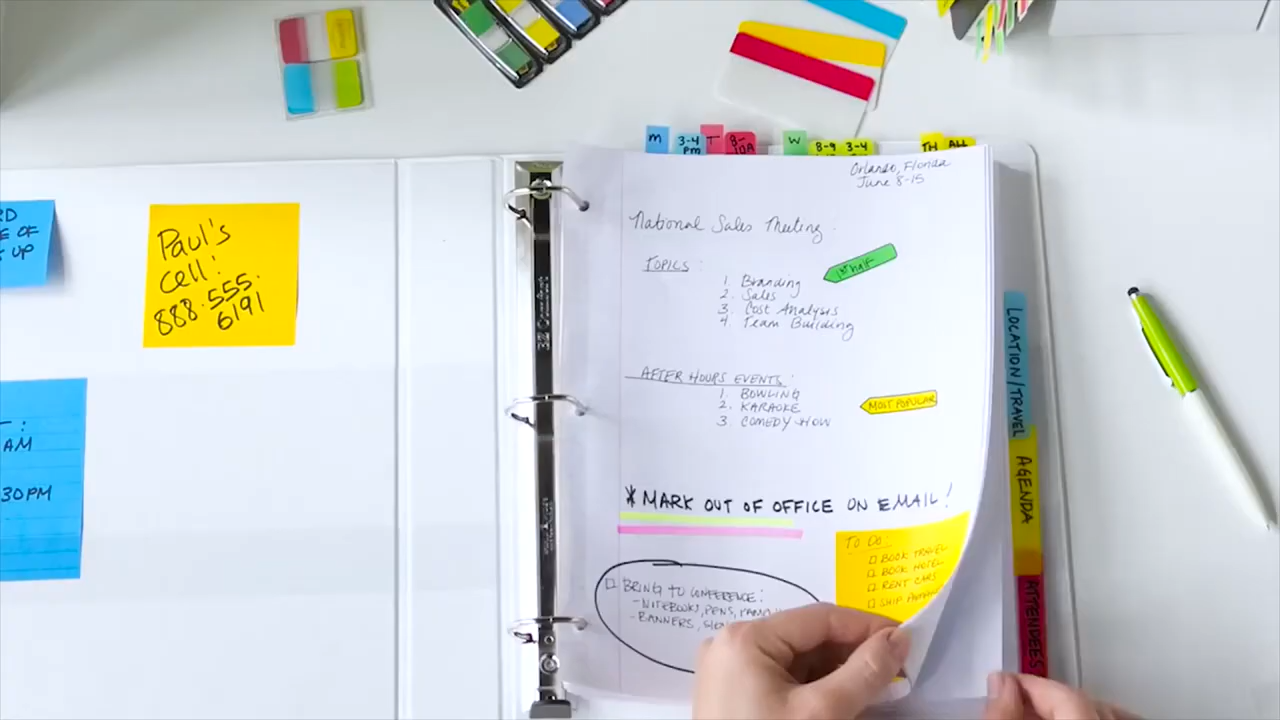 RD
E OF
UP
Paul's
cell:
888.555.
6191
AM
30PM
M
3-4
PM
T
8-
10A
W
8-9
3-4
TH
ALL
Orlando, Florida
June 8-15
National Sales Meeting
TOPICS:
1. Branding
2. Sales
3. Cost Analysis
4. Team Building
1st half
AFTER HOURS EVENTS:
1. BOWLING
2. KARAOKE
3. COMEDY SHOW
MOST POPULAR
* MARK OUT OF OFFICE ON EMAIL!
TO DO:
BOOK TRAVEL
BOOK HOTEL
RENT CARS
SHIP
BRING TO CONFERENCE:
- NOTEBOOKS, PENS,
- BANNERS,
LOCATION/TRAVEL
AGENDA
ATTENDEES